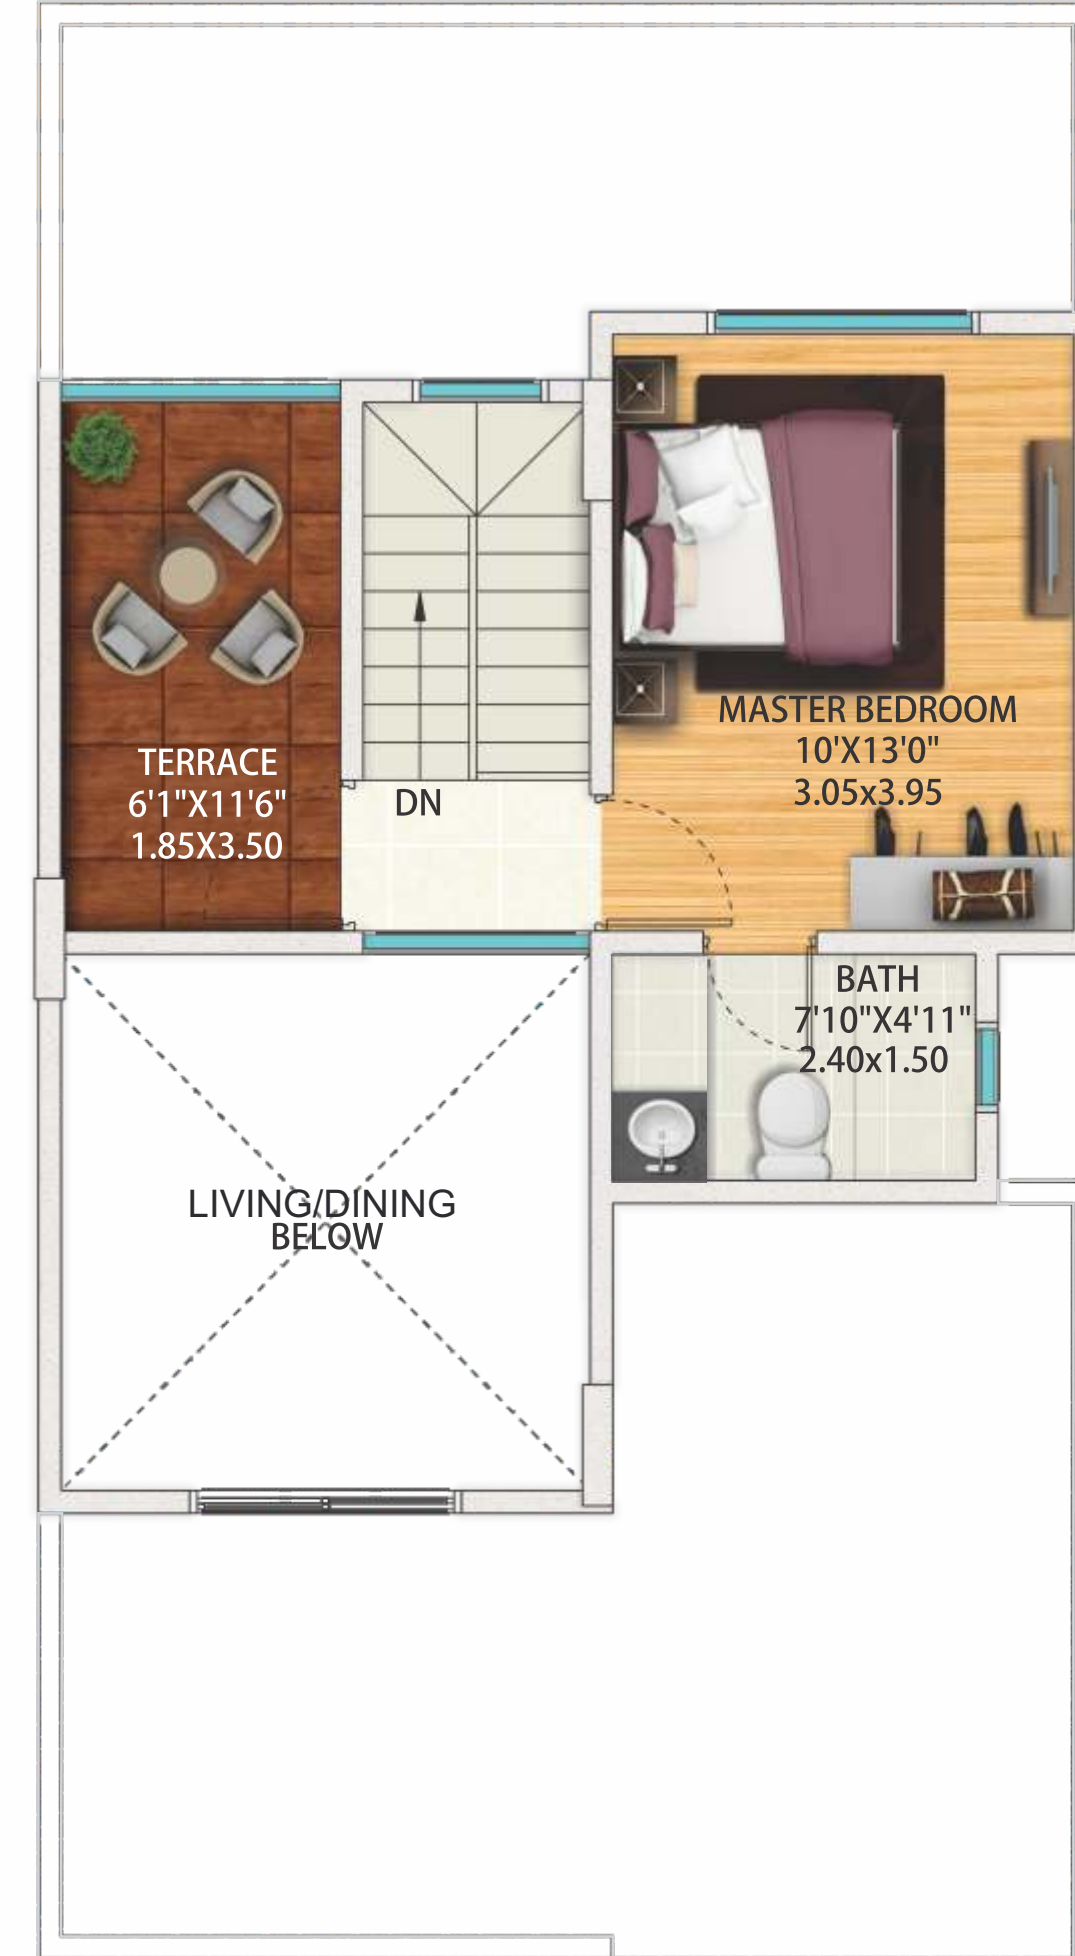 MASTER BEDROOM
10'X13'0"
3.05x3.95
TERRACE
6'1"X11'6"
1.85X3.50
DN
BATH
7'10"X4'11"
2.40x1.50
LIVING/DINING
BELOW